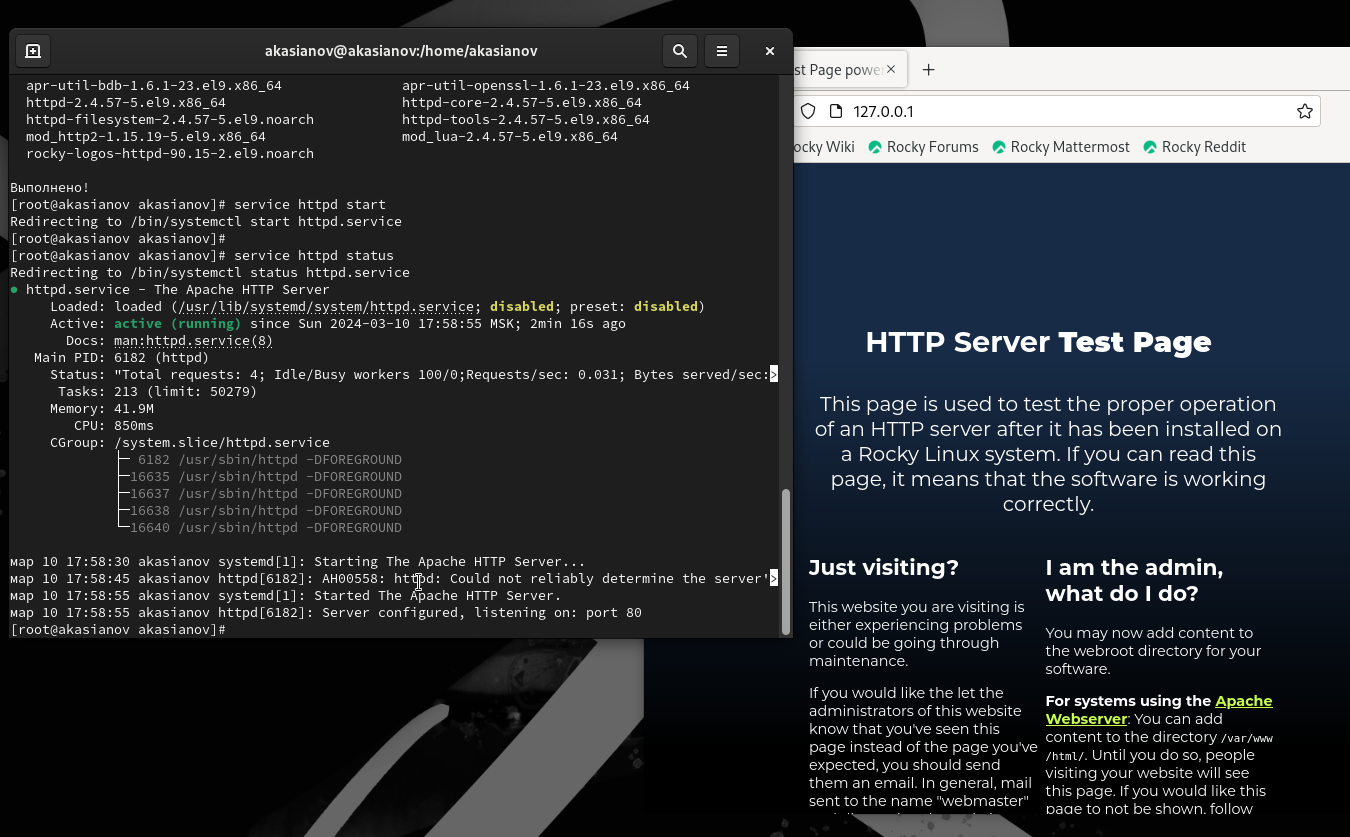 akasianov@akasianov:/home/akasianov
apr-util-bdb-1.6.1-23.el9.x86_64 apr-util-openssl-1.6.1-23.el9.x86_64
httpd-2.4.57-5.el9.x86_64 httpd-core-2.4.57-5.el9.x86_64
httpd-filesystem-2.4.57-5.el9.noarch httpd-tools-2.4.57-5.el9.x86_64
mod_http2-1.15.19-5.el9.x86_64 mod_lua-2.4.57-5.el9.x86_64
rocky-logos-httpd-90.15-2.el9.noarch
Выполнено!
[root@akasianov akasianov]# service httpd start
Redirecting to /bin/systemctl start httpd.service
[root@akasianov akasianov]#
[root@akasianov akasianov]# service httpd status
Redirecting to /bin/systemctl status httpd.service
● httpd.service - The Apache HTTP Server
Loaded: loaded (/usr/lib/systemd/system/httpd.service; disabled; preset: disabled)
Active: active (running) since Sun 2024-03-10 17:58:55 MSK; 2min 16s ago
Docs: man:httpd.service(8)
Main PID: 6182 (httpd)
Status: "Total requests: 4; Idle/Busy workers 100/0;Requests/sec: 0.031; Bytes served/sec:>
Tasks: 213 (limit: 50279)
Memory: 41.9M
CPU: 850ms
CGroup: /system.slice/httpd.service
├─ 6182 /usr/sbin/httpd -DFOREGROUND
├─16635 /usr/sbin/httpd -DFOREGROUND
├─16637 /usr/sbin/httpd -DFOREGROUND
├─16638 /usr/sbin/httpd -DFOREGROUND
└─16640 /usr/sbin/httpd -DFOREGROUND
мар 10 17:58:30 akasianov systemd[1]: Starting The Apache HTTP Server...
мар 10 17:58:45 akasianov httpd[6182]: AH00558: httpd: Could not reliably determine the server'>
мар 10 17:58:55 akasianov systemd[1]: Started The Apache HTTP Server.
мар 10 17:58:55 akasianov httpd[6182]: Server configured, listening on: port 80
[root@akasianov akasianov]#
st Page powe
127.0.0.1
ocky Wiki Rocky Forums Rocky Mattermost Rocky Reddit
HTTP Server Test Page
This page is used to test the proper operation
of an HTTP server after it has been installed on
a Rocky Linux system. If you can read this
page, it means that the software is working
correctly.
Just visiting?
This website you are visiting is
either experiencing problems
or could be going through
maintenance.
If you would like the let the
administrators of this website
know that you've seen this
page instead of the page you've
expected, you should send
them an email. In general, mail
sent to the name "webmaster"
I am the admin,
what do I do?
You may now add content to
the webroot directory for your
software.
For systems using the Apache
Webserver: You can add
content to the directory /var/www
/html/. Until you do so, people
visiting your website will see
this page. If you would like this
page to not be shown, follow